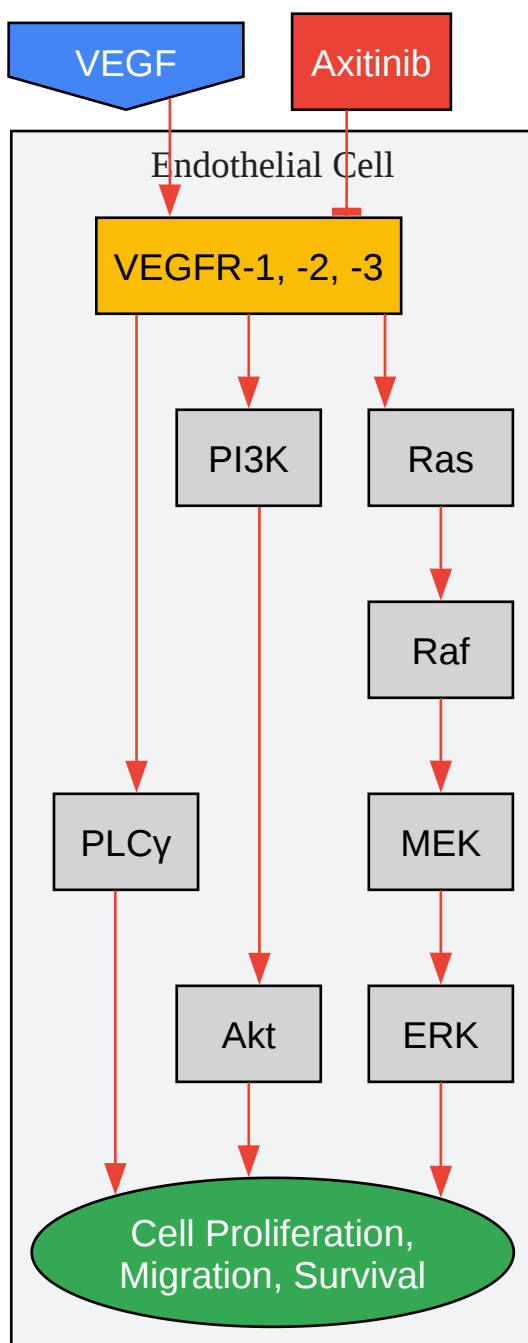 VEGF
Axitinib
Endothelial Cell
VEGFR-1, -2, -3
PI3K
Ras
Raf
PLCγ
MEK
Akt
ERK
Cell Proliferation,
Migration, Survival